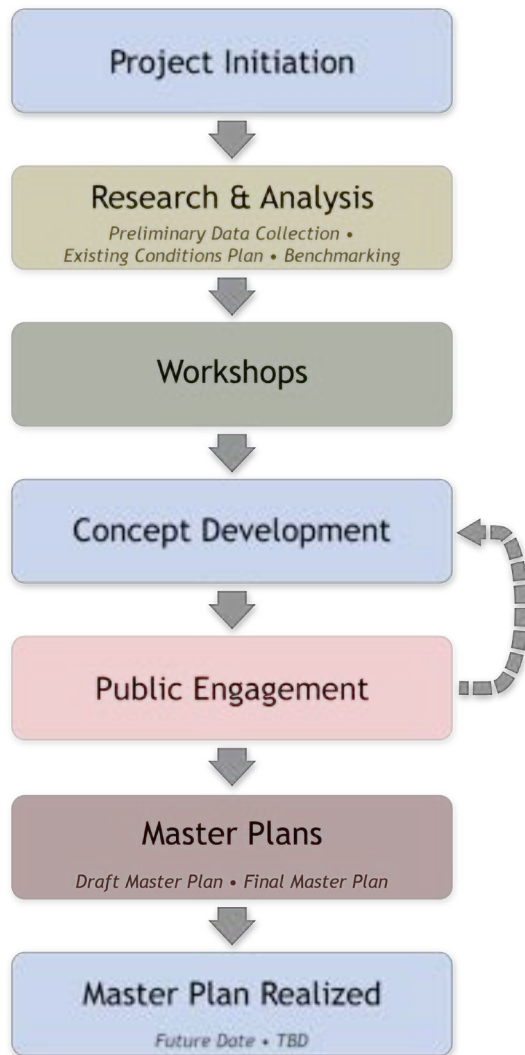 Project Initiation
Research & Analysis
Preliminary Data Collection •
Existing Conditions Plan • Benchmarking
Workshops
Concept Development
Public Engagement
Master Plans
Draft Master Plan • Final Master Plan
Master Plan Realized
Future Date • TBD